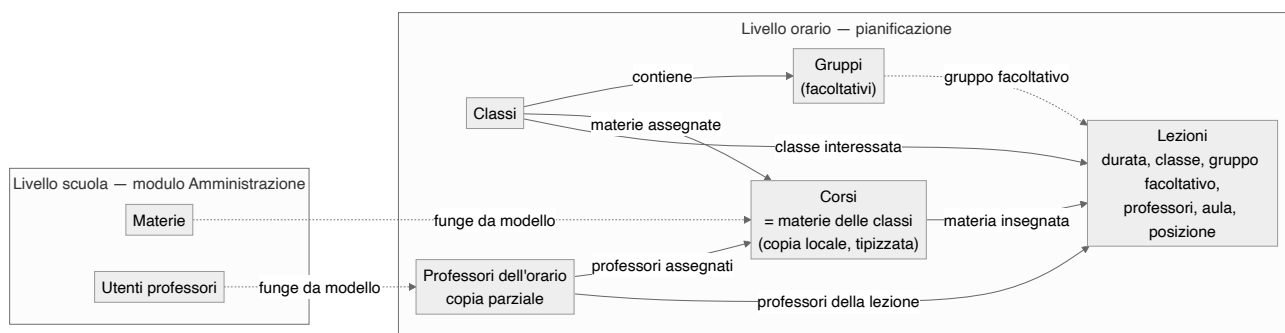 Livello orario — pianificazione
Gruppi
(facoltativi)
contiene
gruppo facoltativo
Classi
materie assegnate
classe interessata
Lezioni
durata, classe, gruppo
facoltativo,
professori, aula,
posizione
Livello scuola — modulo Amministrazione
Materie
funge da modello
Corsi
= materie delle classi
(copia locale, tipizzata)
materia insegnata
Utenti professori
funge da modello
Professori dell'orario
copia parziale
professori assegnati
professori della lezione